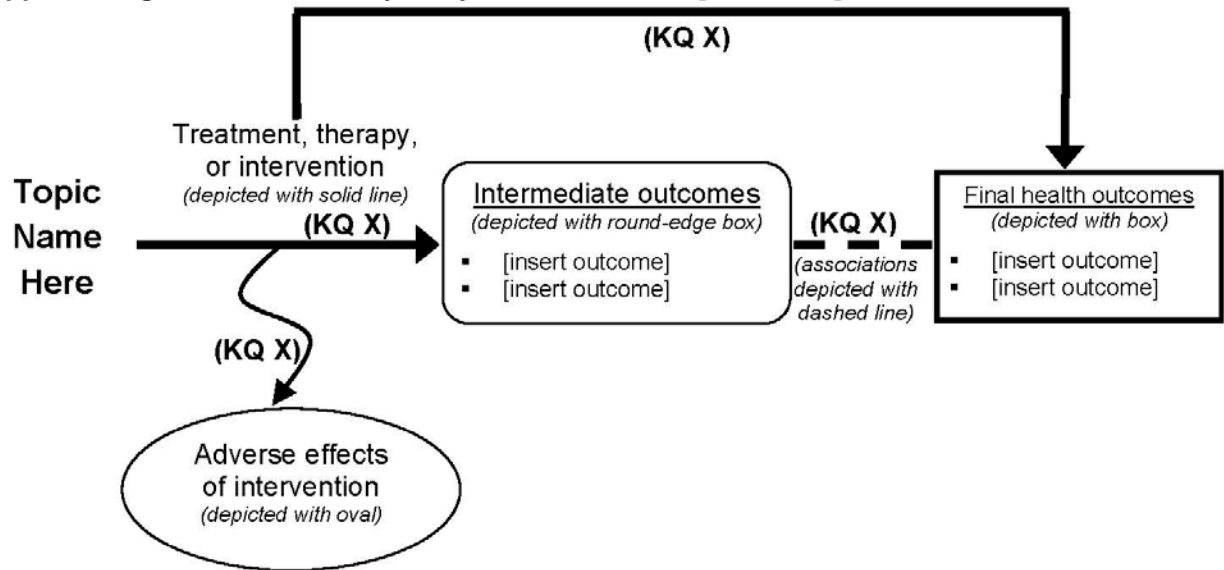 (KQ X)
Treatment, therapy,
or intervention
(depicted with solid line)
(KQ X)
Topic
Name
Here
Intermediate outcomes
(depicted with round-edge box)
▪ [insert outcome]
▪ [insert outcome]
(KQ X)
(associations
depicted with
dashed line)
Final health outcomes
(depicted with box)
▪ [insert outcome]
▪ [insert outcome]
(KQ X)
Adverse effects
of intervention
(depicted with oval)